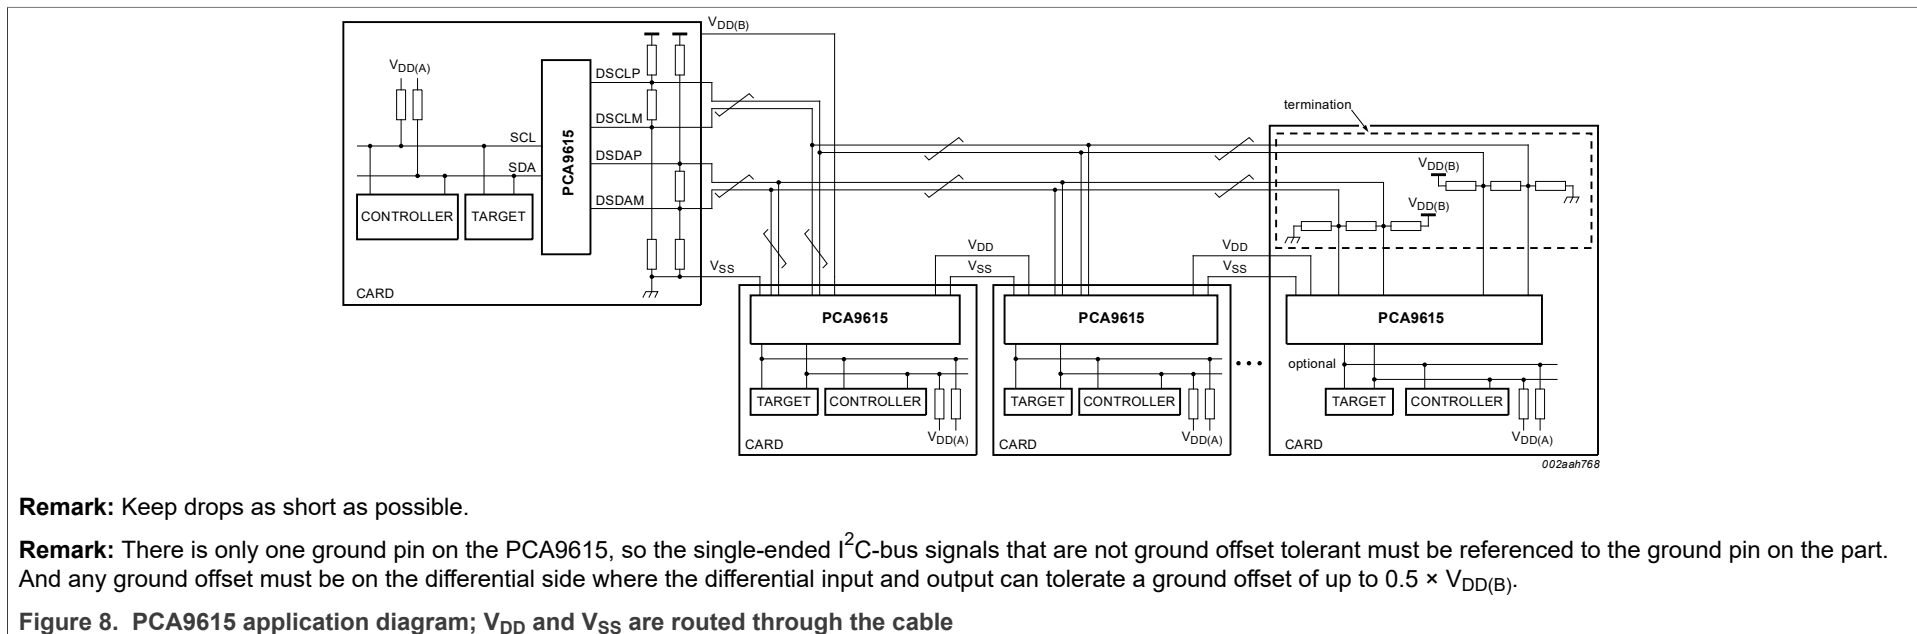 VDD(B)
VDD(A)
DSCLP
DSCLM
SCL
DSDAP
SDA
DSDAM
PCA9615
CONTROLLER
TARGET
VSS
CARD
termination
VDD(B)
VDD(B)
VDD
VSS
VDD
VSS
PCA9615
PCA9615
PCA9615
optional
TARGET
CONTROLLER
VDD(A)
CARD
TARGET
CONTROLLER
VDD(A)
CARD
TARGET
CONTROLLER
VDD(A)
CARD
002aah768
Remark: Keep drops as short as possible.
Remark: There is only one ground pin on the PCA9615, so the single-ended I2C-bus signals that are not ground offset tolerant must be referenced to the ground pin on the part.
And any ground offset must be on the differential side where the differential input and output can tolerate a ground offset of up to 0.5 × VDD(B).
Figure 8. PCA9615 application diagram; VDD and VSS are routed through the cable